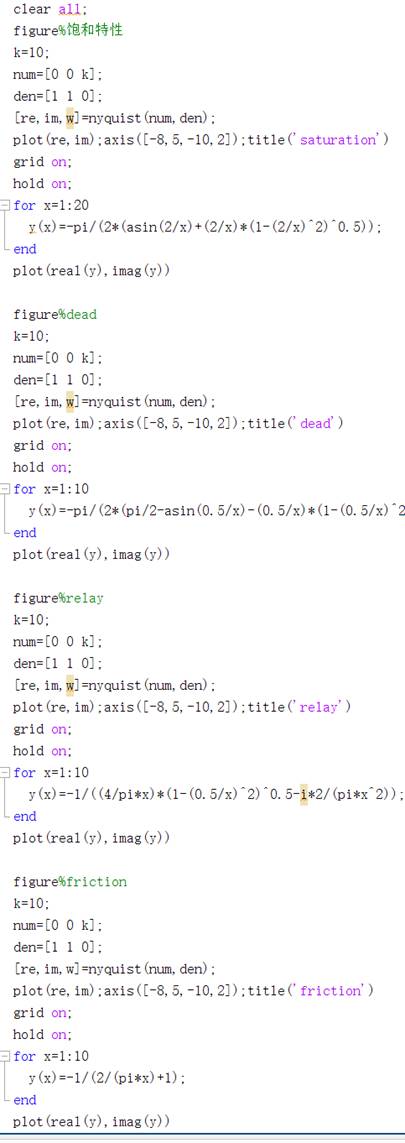 clear all;
figure%饱和特性
k=10;
num=[0 0 k];
den=[1 1 0];
[re,im,w]=nyquist(num,den);
plot(re,im);axis([-8,5,-10,2]);title('saturation')
grid on;
hold on;
for x=1:20
y(x)=-pi/(2*(asin(2/x)+(2/x)*(1-(2/x)^2)^0.5));
end
plot(real(y),imag(y))
figure%dead
k=10;
num=[0 0 k];
den=[1 1 0];
[re,im,w]=nyquist(num,den);
plot(re,im);axis([-8,5,-10,2]);title('dead')
grid on;
hold on;
for x=1:10
y(x)=-pi/(2*(pi/2-asin(0.5/x)-(0.5/x)*(1-(0.5/x)^2
end
plot(real(y),imag(y))
figure%relay
k=10;
num=[0 0 k];
den=[1 1 0];
[re,im,w]=nyquist(num,den);
plot(re,im);axis([-8,5,-10,2]);title('relay')
grid on;
hold on;
for x=1:10
y(x)=-1/((4/pi*x)*(1-(0.5/x)^2)^0.5-i*2/(pi*x^2));
end
plot(real(y),imag(y))
figure%friction
k=10;
num=[0 0 k];
den=[1 1 0];
[re,im,w]=nyquist(num,den);
plot(re,im);axis([-8,5,-10,2]);title('friction')
grid on;
hold on;
for x=1:10
y(x)=-1/(2/(pi*x)+1);
end
plot(real(y),imag(y))